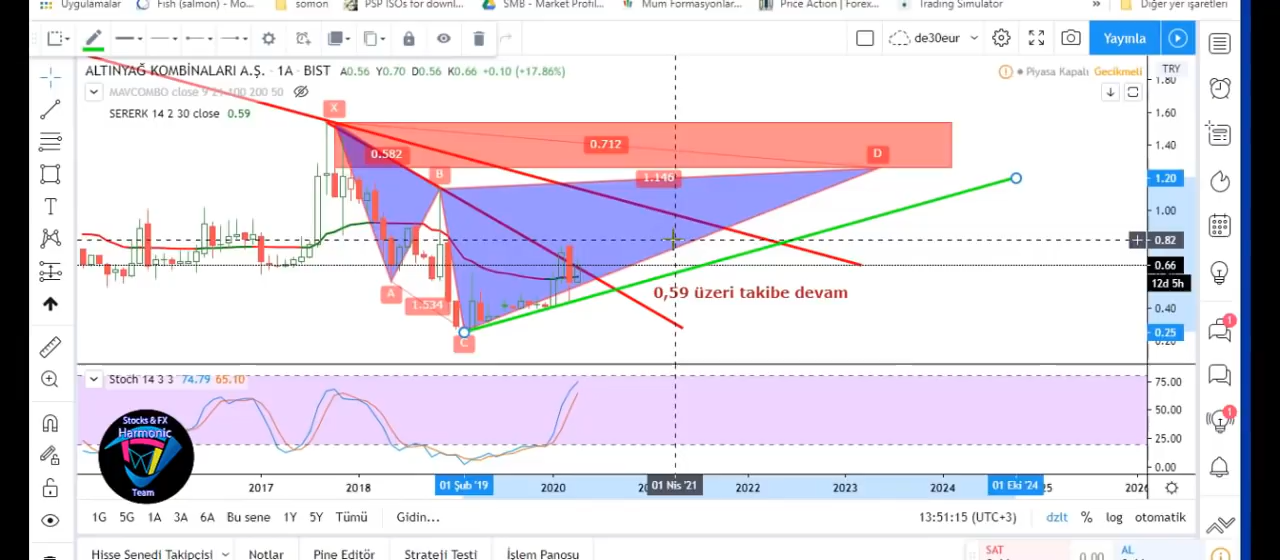 Uygulamalar
Fish (salmon) - Mo...
somon
PSP ISOs for downl...
SMB - Market Profil...
Mum Formasyonlar...
Price Action | Forex...
Trading Simulator
»
Diğer yer işaretleri
de30eur
Yayınla
ALTINYAĞ KOMBİNALARI A.Ş. · 1A · BIST A0.56 Y0.70 D0.56 K0.66 +0.10 (+17.86%)
Piyasa Kapalı Gecikmeli
TRY
MAVCOMBO close 9 21 100 200 50
SERERK 14 2 30 close 0.59
1.80
1.60
1.40
1.20
1.00
0.82
0.66
12d 5h
0.40
0.25
0.20
X
0.582
0.712
B
D
1.146
A
1.534
C
0,59 üzeri takibe devam
Stoch 14 3 3 74.79 65.10
75.00
50.00
25.00
0.00
Stocks & FX
Harmonic
Team
2017
2018
01 Şub '19
2020
01 Nis '21
2022
2023
2024
01 Eki '24
2026
1G 5G 1A 3A 6A Bu sene 1Y 5Y Tümü Gidin...
13:51:15 (UTC+3) dzlt % log otomatik
Hisse Senedi Takipçisi
Notlar
Pine Editör
Strateji Testi
İşlem Panosu
SAT
0.00
AL
1
1